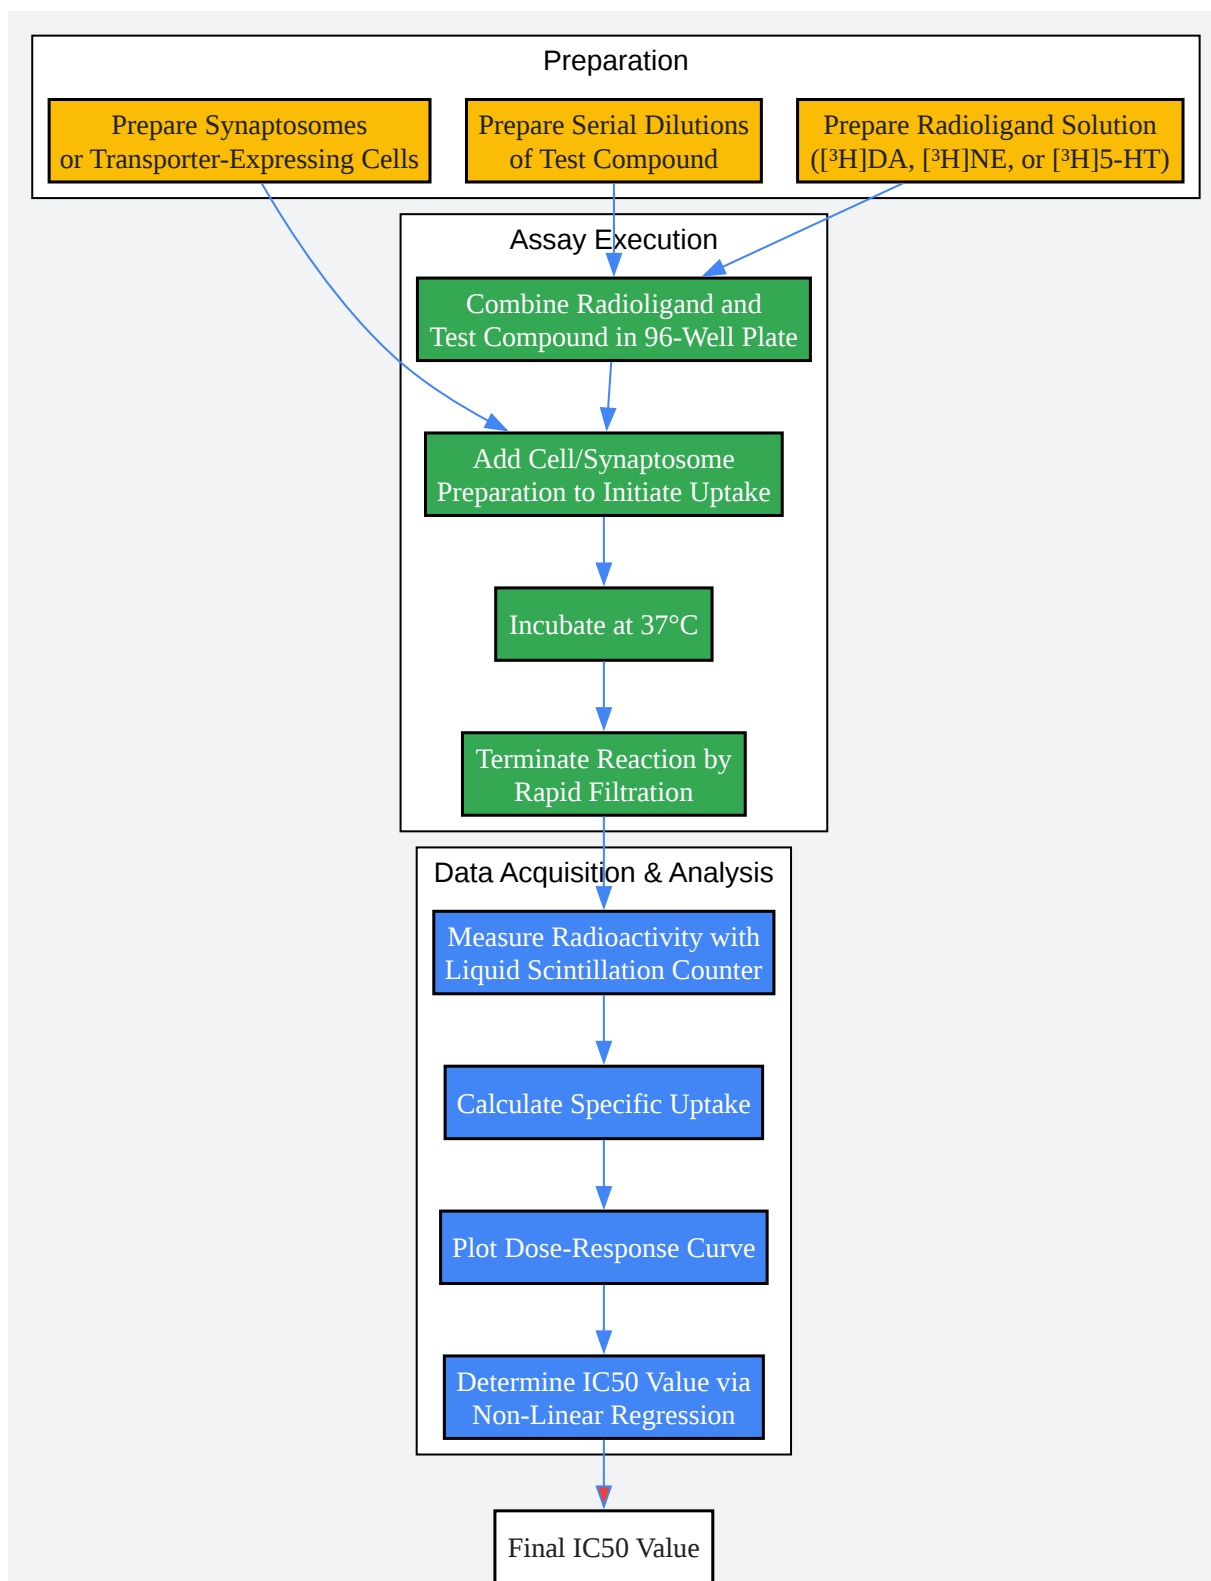 Preparation
Prepare Synaptosomes
or Transporter-Expressing Cells
Prepare Serial Dilutions
of Test Compound
Prepare Radioligand Solution
([³H]DA, [³H]NE, or [³H]5-HT)
Assay Execution
Combine Radioligand and
Test Compound in 96-Well Plate
Add Cell/Synaptosome
Preparation to Initiate Uptake
Incubate at 37°C
Terminate Reaction by
Rapid Filtration
Data Acquisition & Analysis
Measure Radioactivity with
Liquid Scintillation Counter
Calculate Specific Uptake
Plot Dose-Response Curve
Determine IC50 Value via
Non-Linear Regression
Final IC50 Value